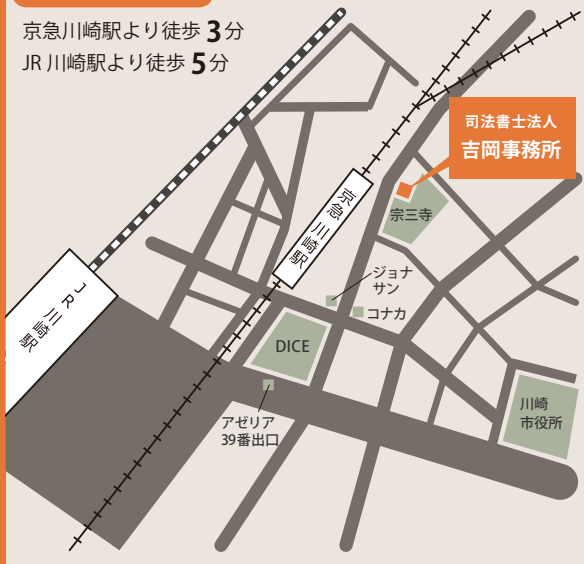 京急川崎駅より徒歩 3分
JR 川崎駅より徒歩 5分
司法書士法人
吉岡事務所
宗三寺
京急川崎駅
ジョナ
サン
コナカ
JR川崎駅
DICE
アゼリア
39番出口
川崎
市役所